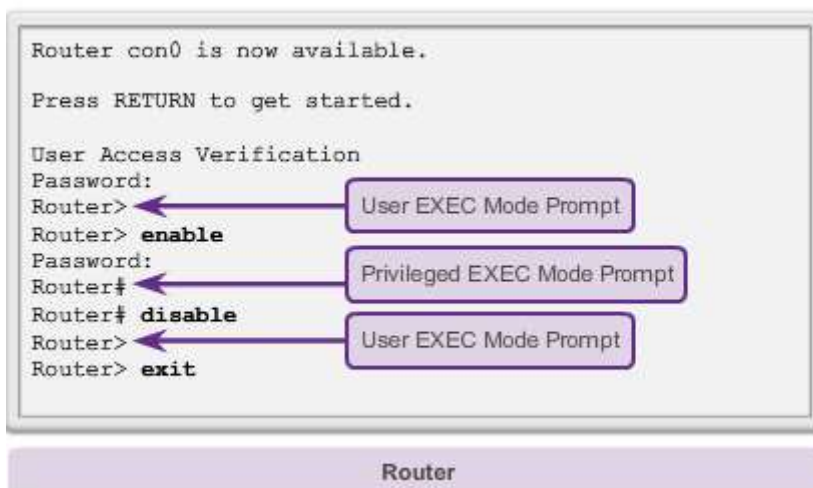 Router con0 is now available.
Press RETURN to get started.
User Access Verification
Password:
Router>
User EXEC Mode Prompt
Router> enable
Password:
Router#
Privileged EXEC Mode Prompt
Router# disable
Router>
User EXEC Mode Prompt
Router> exit
Router